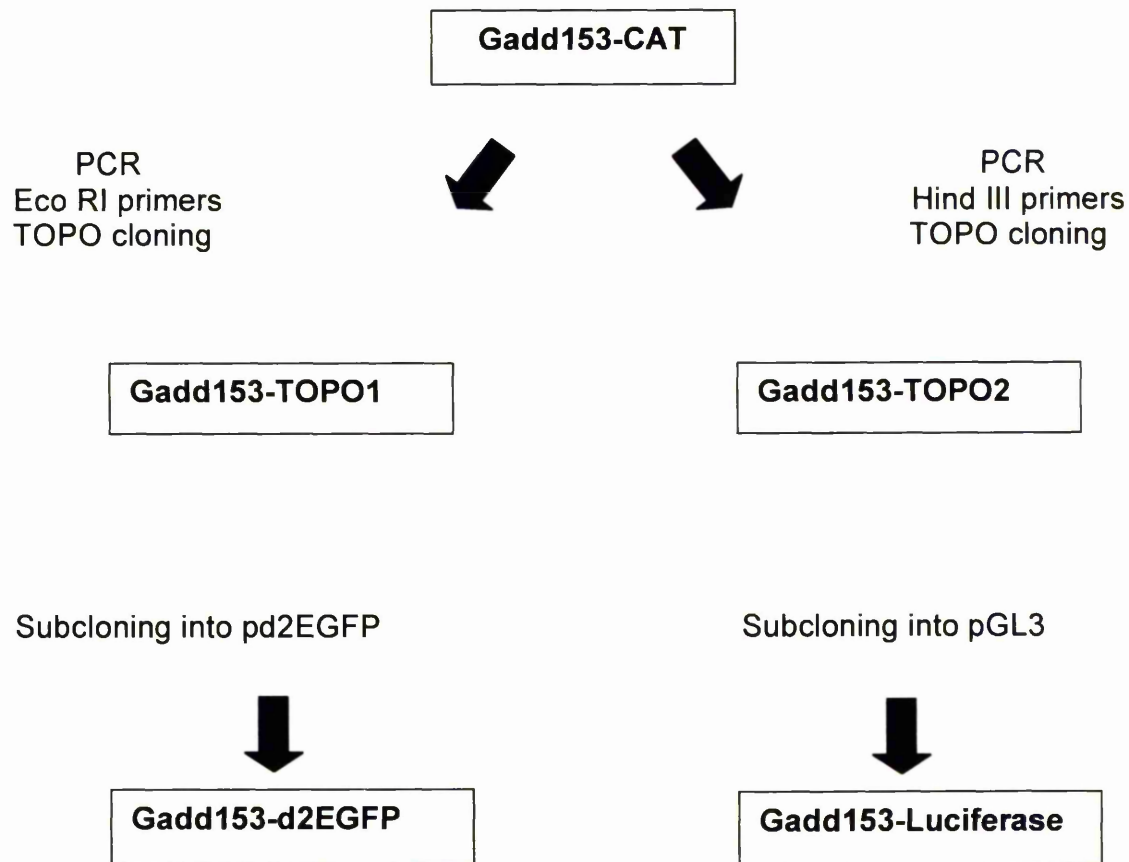 Gadd153-CAT
PCR
Eco RI primers
TOPO cloning
PCR
Hind III primers
TOPO cloning
Gadd153-TOPO1
Gadd153-TOPO2
Subcloning into pd2EGFP
Subcloning into pGL3
Gadd153-d2EGFP
Gadd153-Luciferase